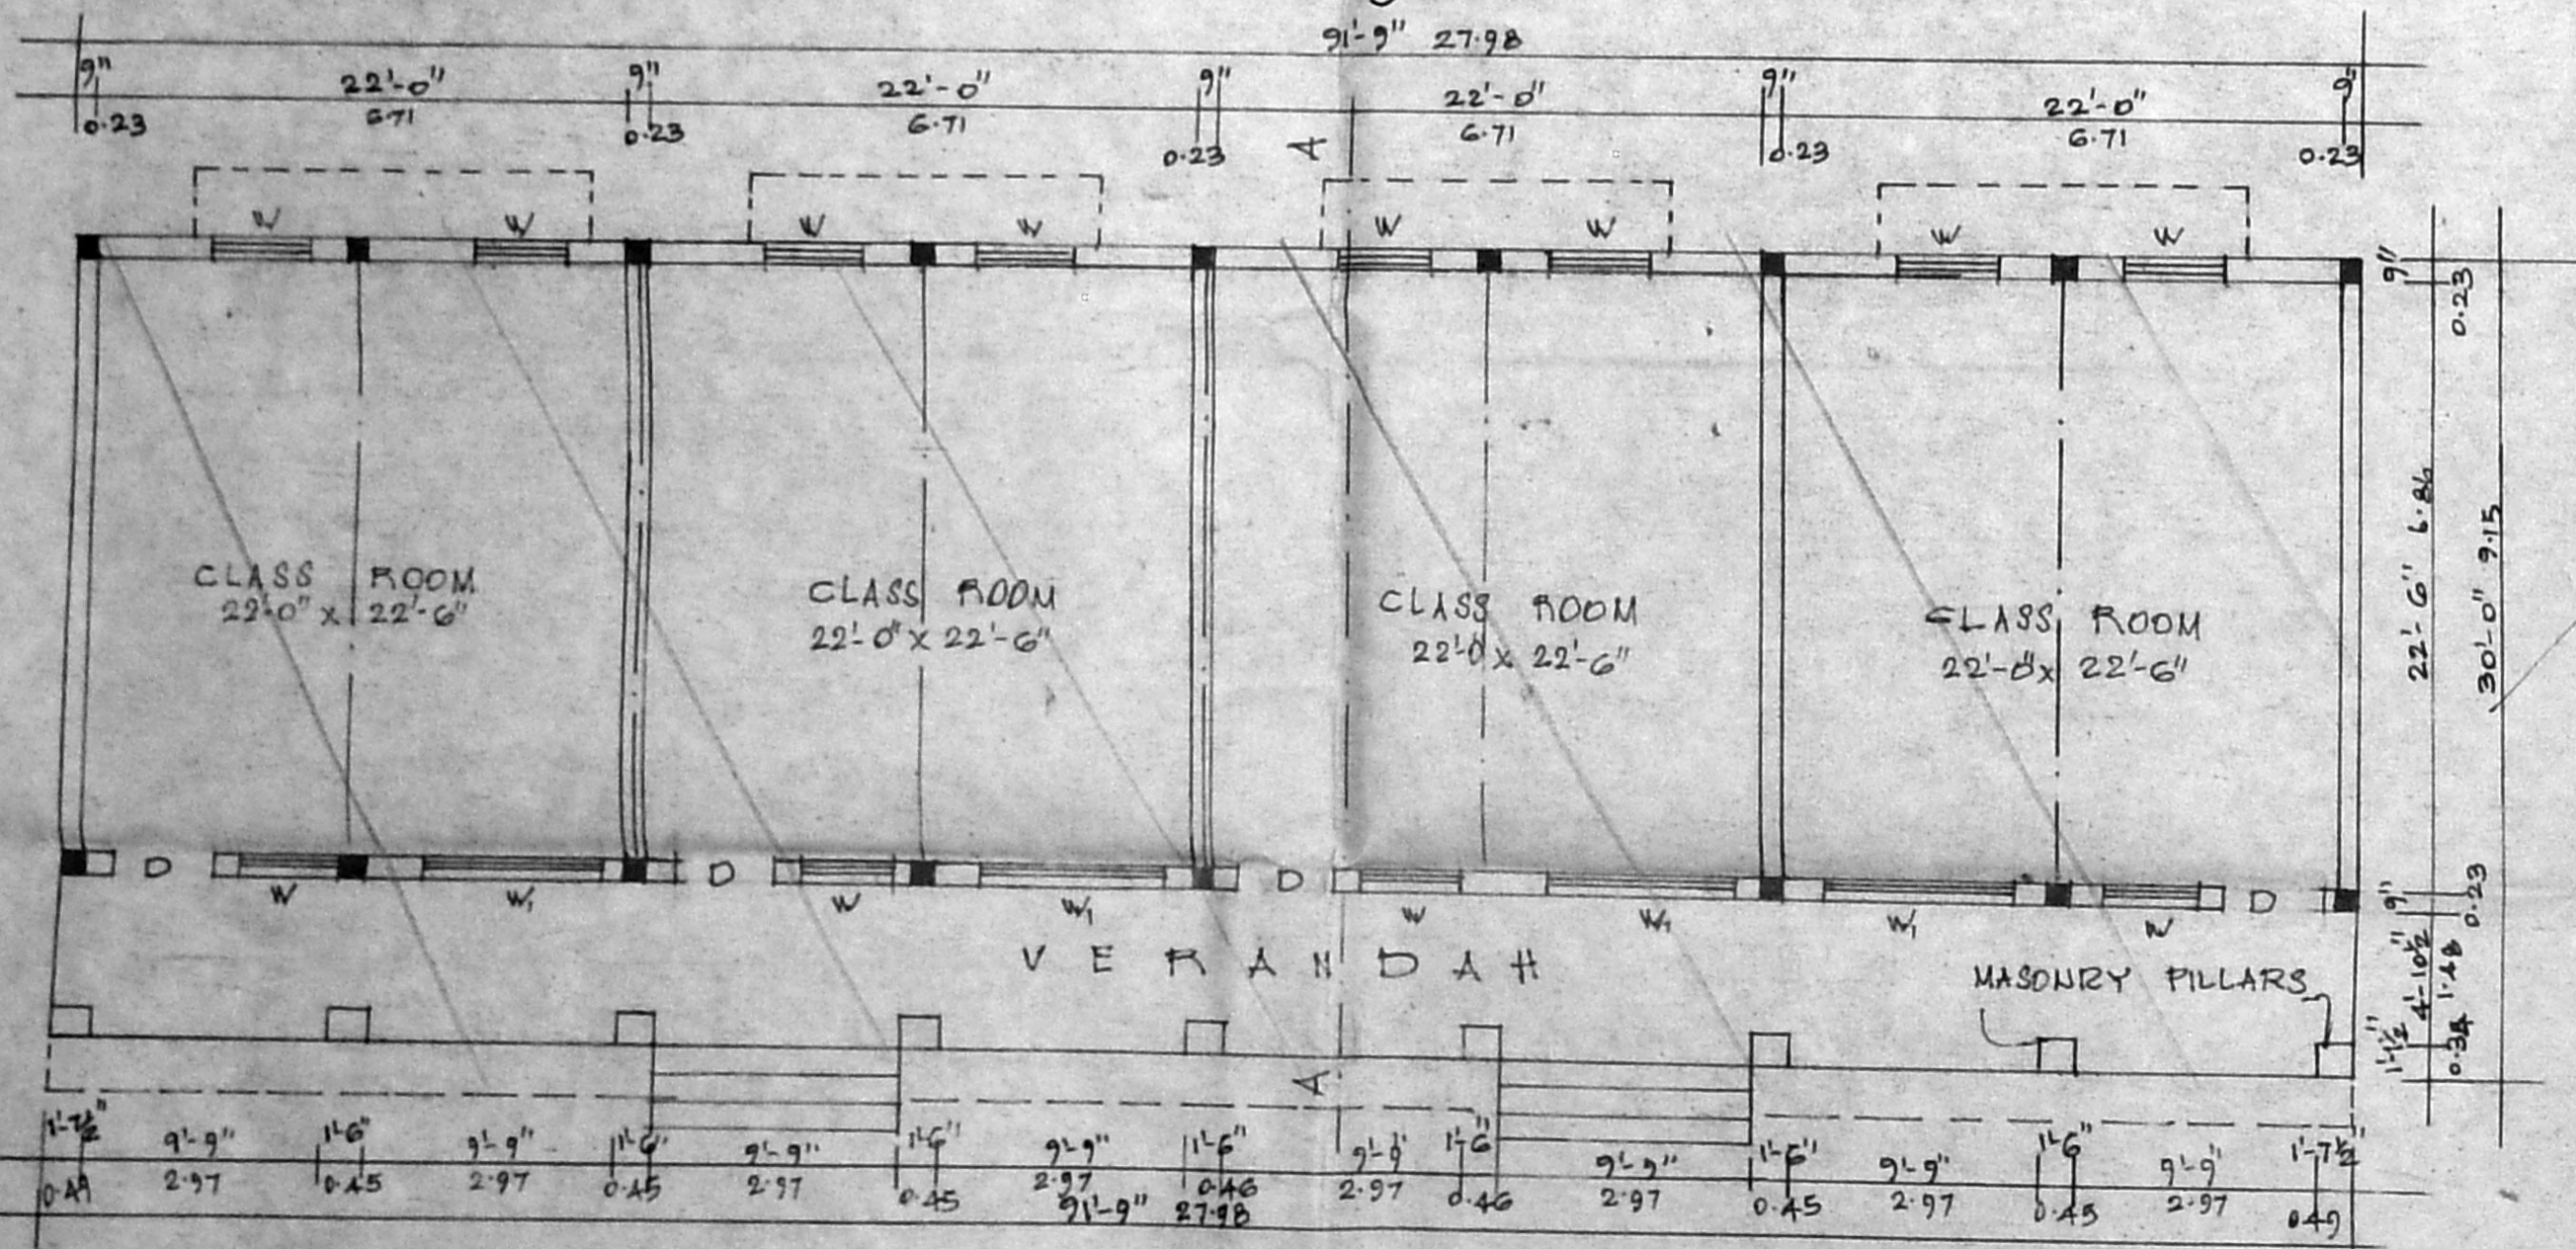 91'-9" 27.98
9" 22'-0" 9" 22'-0" 9" 22'-0" 9" 22'-0" 9"
0.23 6.71 0.23 6.71 0.23 A 6.71 0.23 6.71 0.23
W W W W W W W W
9"
0.23
CLASS ROOM
22'-0" x 22'-6"
CLASS ROOM
22'-0" x 22'-6"
CLASS ROOM
22'-0 x 22'-6"
CLASS ROOM
22'-0" x 22'-6"
22'-6" 6.86
30'-0" 9.15
D D D D
W W1 W W1 W W1 W1 W
9"
0.23
VERANDAH
MASONRY PILLARS
4'-10½" 1.48
1'-1½"
0.34
A
1'-7½" 9'-9" 1'-6" 9'-9" 1'-6" 9'-9" 1'-6" 9'-9" 1'-6" 9'-9" 1'-6" 9'-9" 1'-6" 9'-9" 1'-6" 9'-9" 1'-7½"
0.49 2.97 0.45 2.97 0.45 2.97 0.45 2.97 0.46 2.97 0.46 2.97 0.45 2.97 0.45 2.97 0.49
91'-9" 27.98